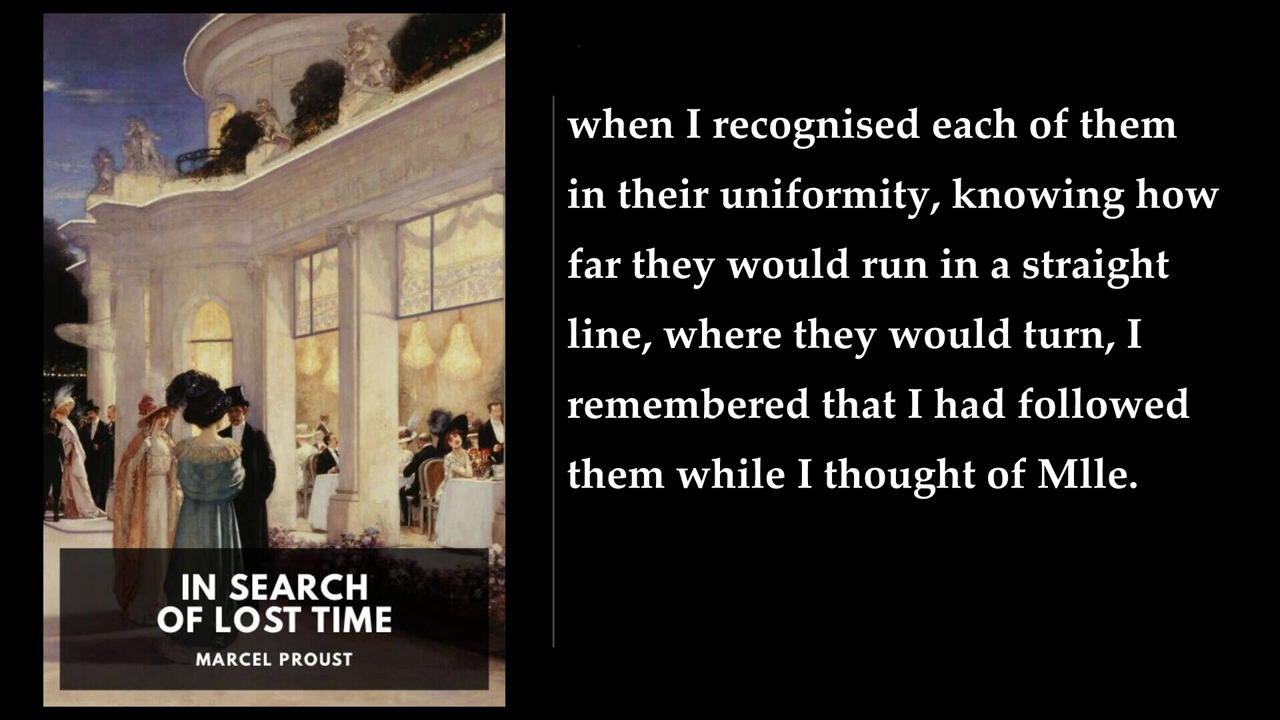 IN SEARCH
OF LOST TIME
MARCEL PROUST
when I recognised each of them
in their uniformity, knowing how
far they would run in a straight
line, where they would turn, I
remembered that I had followed
them while I thought of Mlle.